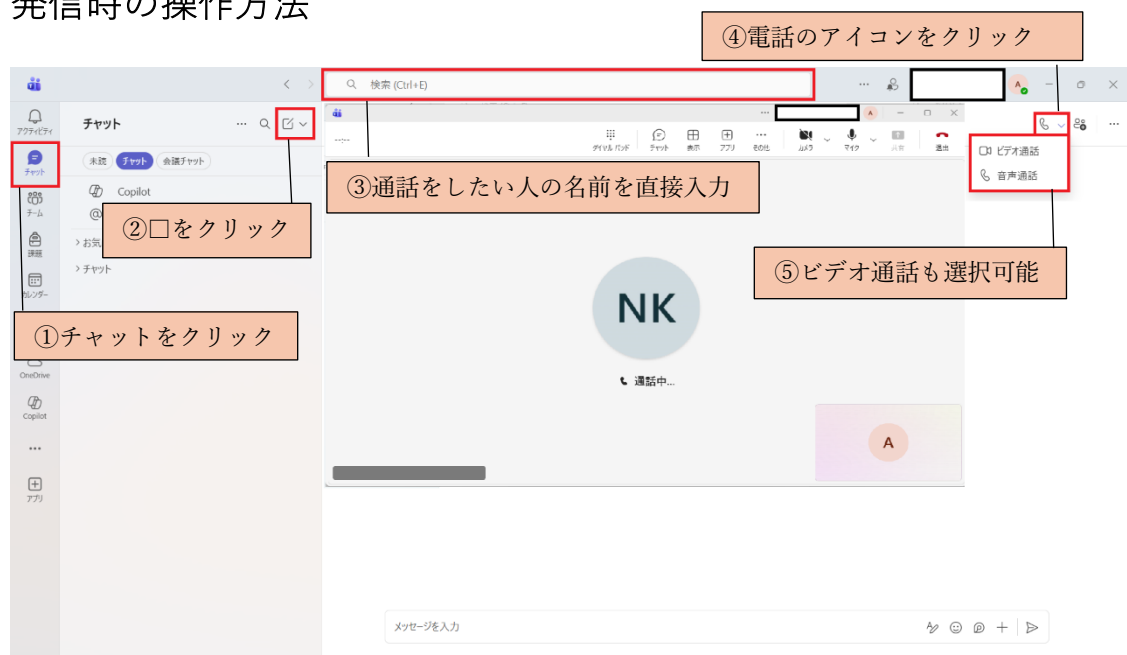 発信時の操作方法
④電話のアイコンをクリック
検索 (Ctrl+E)
A
アクティビティ
チャット
チーム
課題
カレンダー
OneDrive
Copilot
アプリ
チャット
未読
チャット
会議チャット
Copilot
@
②□をクリック
お気
チャット
①チャットをクリック
A
ダイヤル パッド
チャット
表示
アプリ
その他
カメラ
マイク
共有
退出
③通話をしたい人の名前を直接入力
ビデオ通話
音声通話
⑤ビデオ通話も選択可能
NK
通話中...
A
メッセージを入力